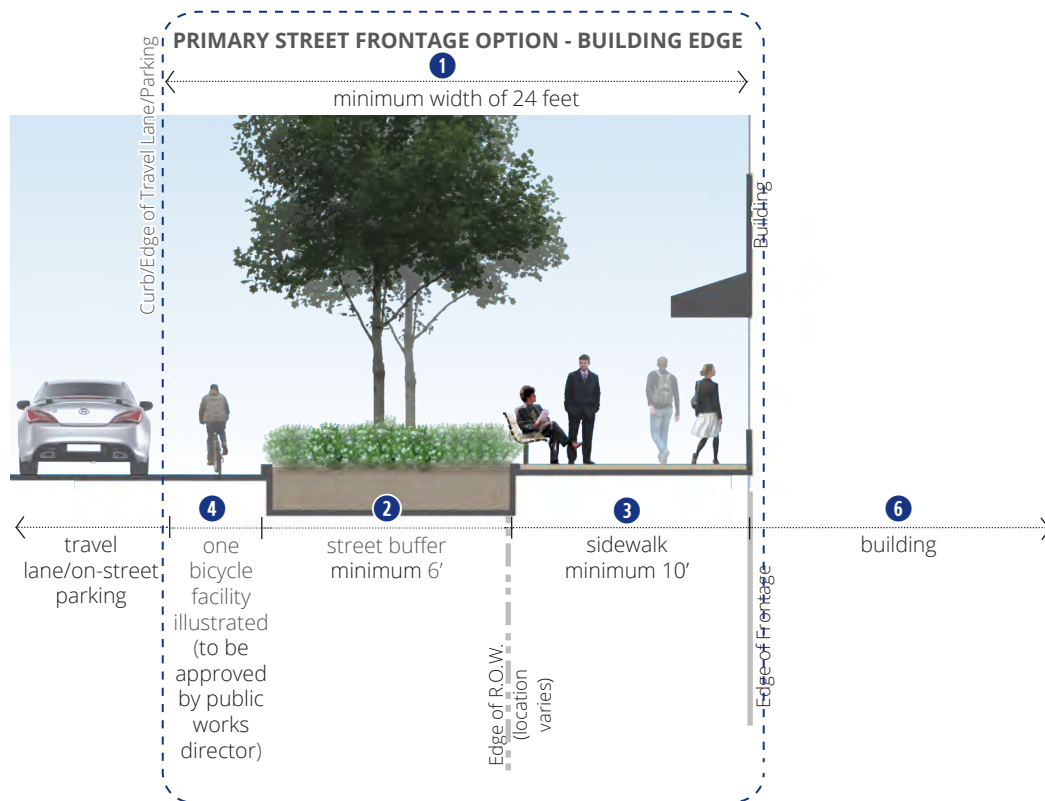 PRIMARY STREET FRONTAGE OPTION - BUILDING EDGE
1
minimum width of 24 feet
Curb/Edge of Travel Lane/Parking
Building
4
2
3
6
travel
lane/on-street
parking
one
bicycle
facility
illustrated
(to be
approved
by public
works
director)
street buffer
minimum 6’
sidewalk
minimum 10’
building
Edge of R.O.W.
(location
varies)
Edge of Frontage